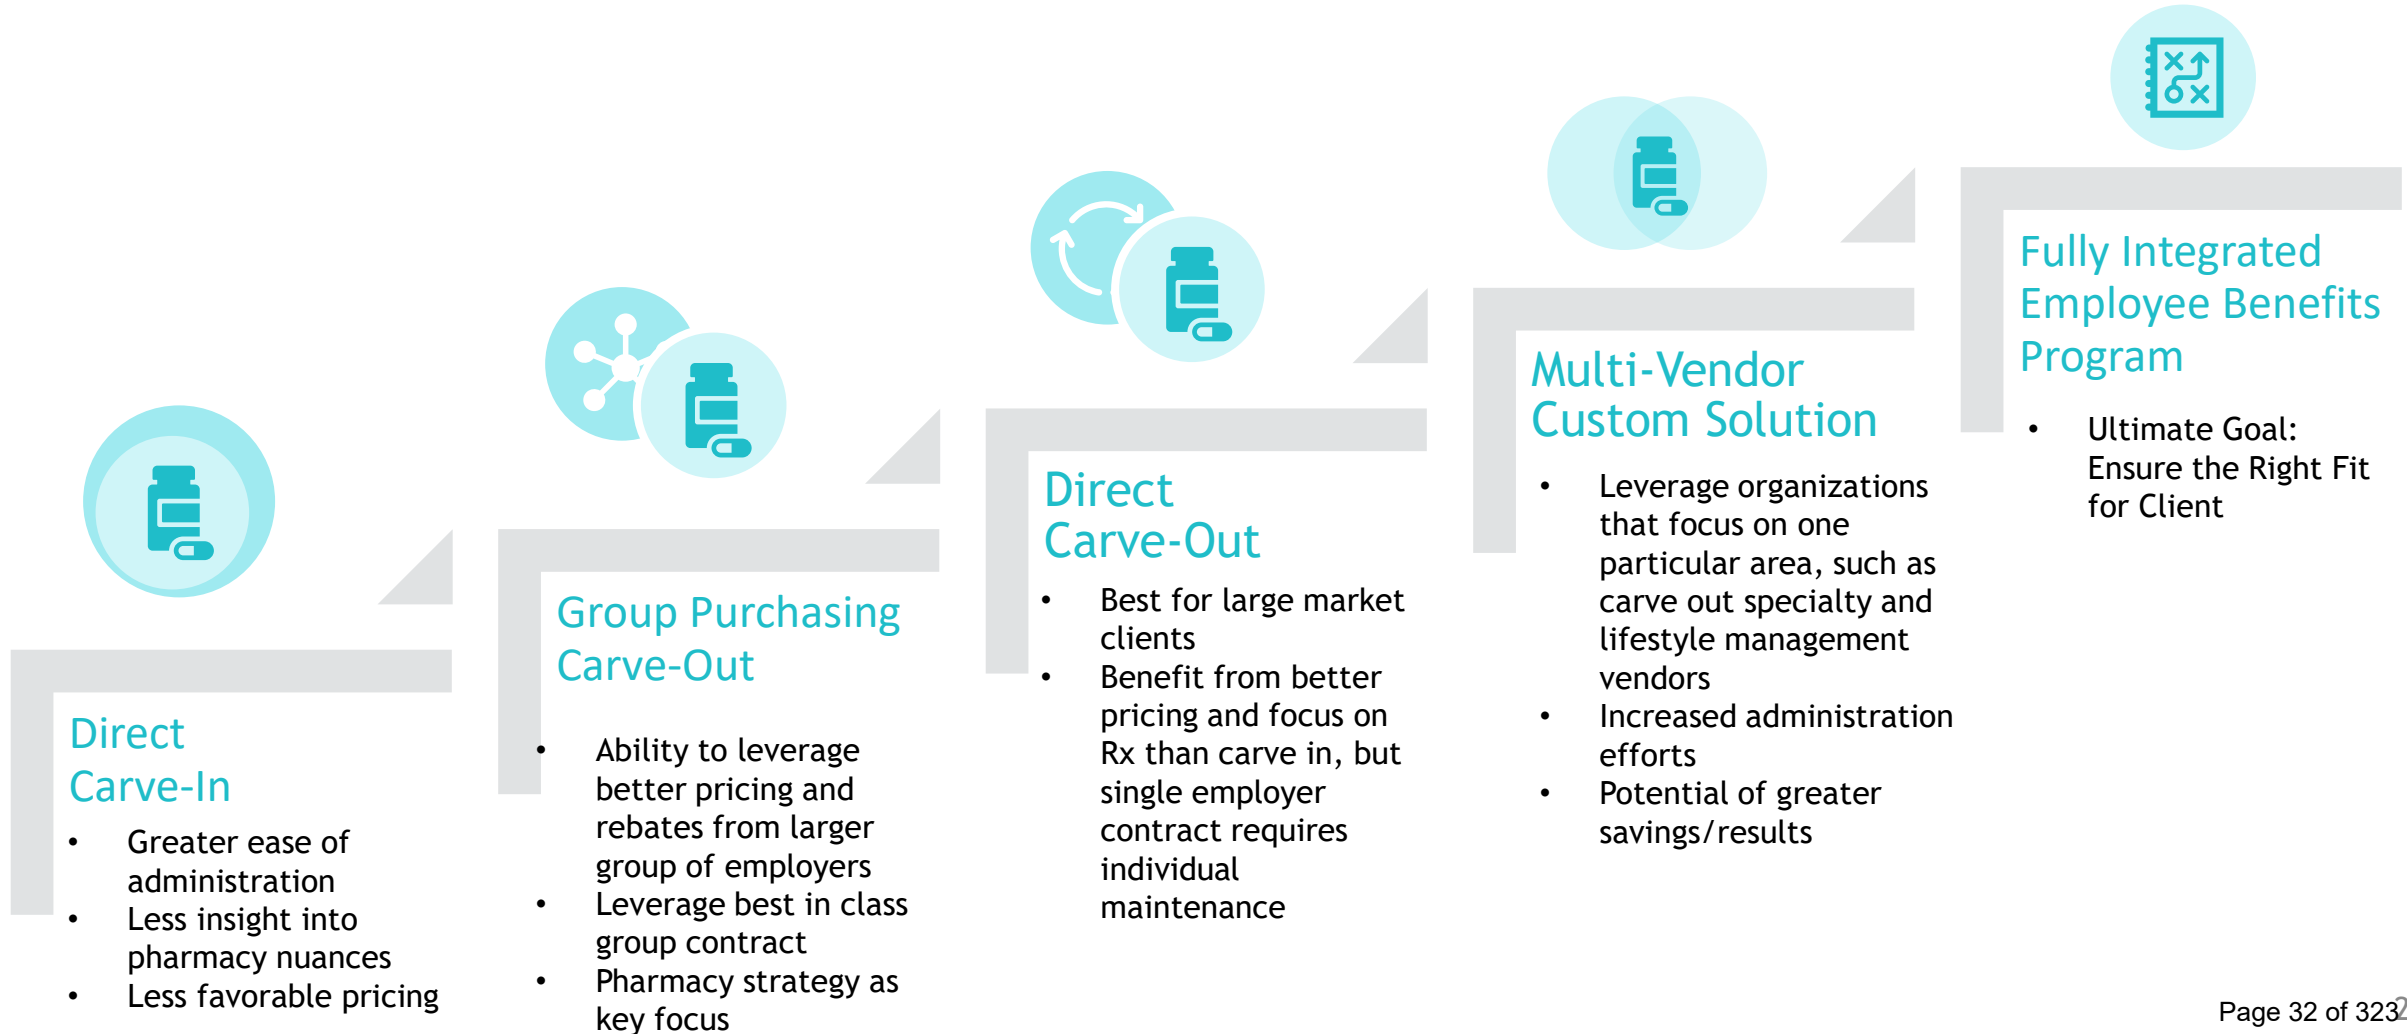 Direct
Carve-In
• Greater ease of
administration
• Less insight into
pharmacy nuances
• Less favorable pricing
Group Purchasing
Carve-Out
• Ability to leverage
better pricing and
rebates from larger
group of employers
• Leverage best in class
group contract
• Pharmacy strategy as
key focus
Direct
Carve-Out
• Best for large market
clients
• Benefit from better
pricing and focus on
Rx than carve in, but
single employer
contract requires
individual
maintenance
Multi-Vendor
Custom Solution
• Leverage organizations
that focus on one
particular area, such as
carve out specialty and
lifestyle management
vendors
• Increased administration
efforts
• Potential of greater
savings/results
Fully Integrated
Employee Benefits
Program
• Ultimate Goal:
Ensure the Right Fit
for Client
Page 32 of 323